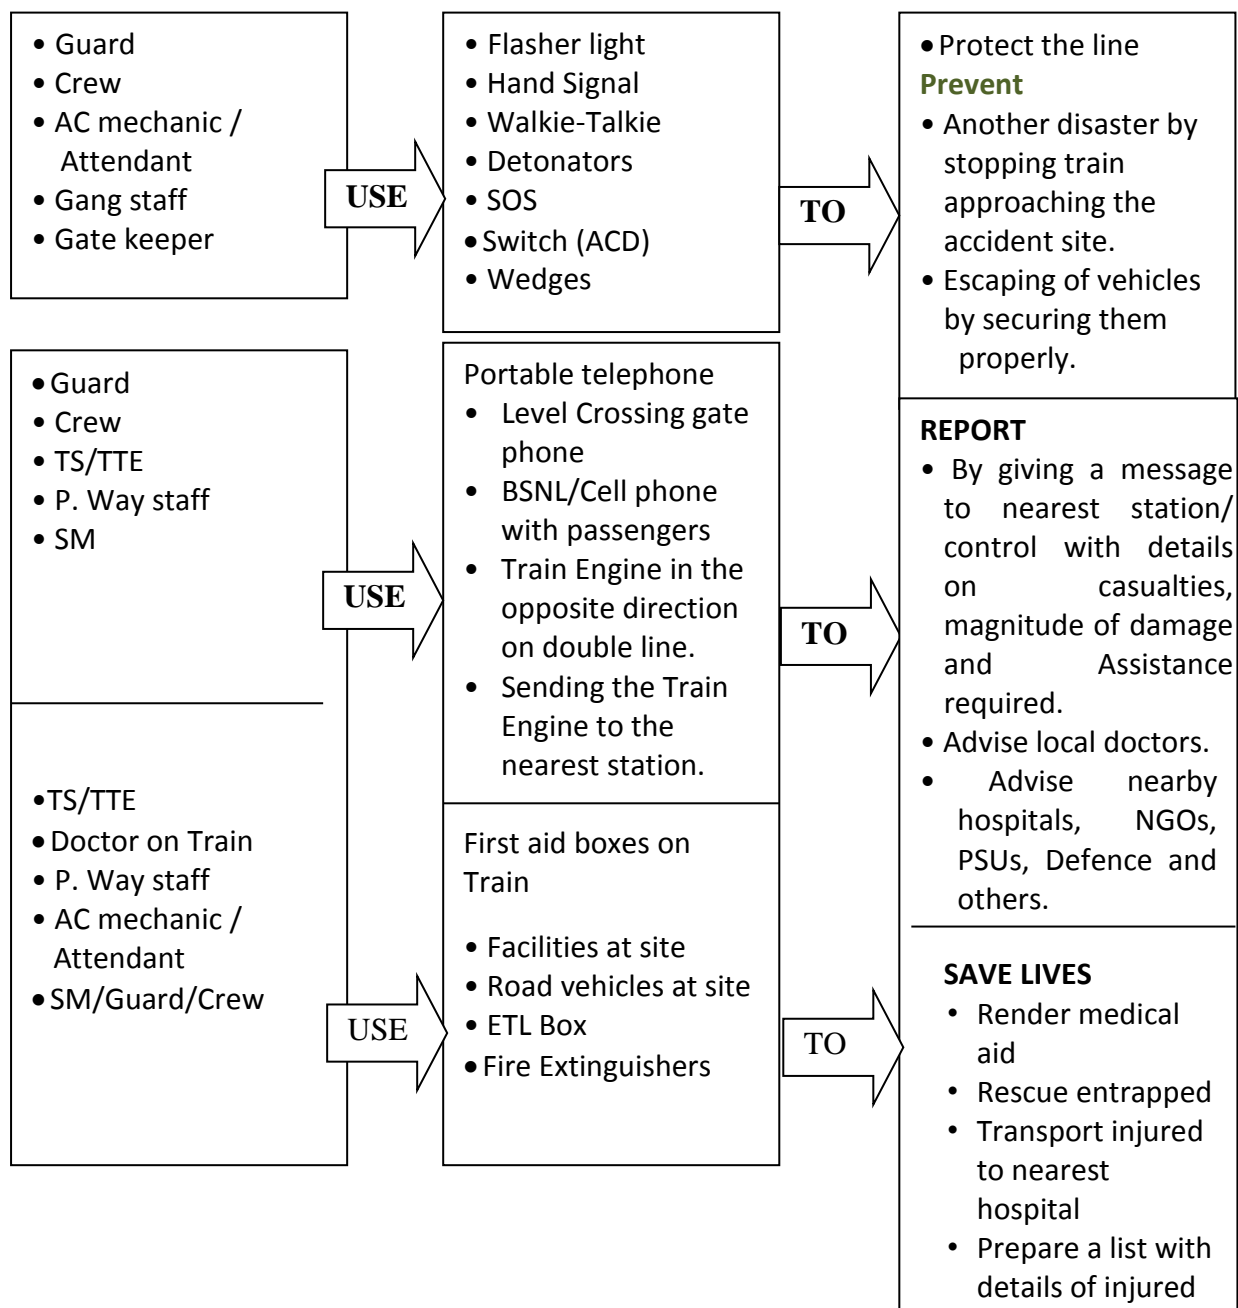 • Guard
• Crew
• AC mechanic /
Attendant
• Gang staff
• Gate keeper
USE
• Flasher light
• Hand Signal
• Walkie-Talkie
• Detonators
• SOS
• Switch (ACD)
• Wedges
TO
• Protect the line
Prevent
• Another disaster by
stopping train
approaching the
accident site.
• Escaping of vehicles
by securing them
properly.
• Guard
• Crew
• TS/TTE
• P. Way staff
• SM
USE
Portable telephone
• Level Crossing gate
phone
• BSNL/Cell phone
with passengers
• Train Engine in the
opposite direction
on double line.
• Sending the Train
Engine to the
nearest station.
TO
REPORT
• By giving a message
to nearest station/
control with details
on casualties,
magnitude of damage
and Assistance
required.
• Advise local doctors.
• Advise nearby
hospitals, NGOs,
PSUs, Defence and
others.
• TS/TTE
• Doctor on Train
• P. Way staff
• AC mechanic /
Attendant
• SM/Guard/Crew
USE
First aid boxes on
Train
• Facilities at site
• Road vehicles at site
• ETL Box
• Fire Extinguishers
TO
SAVE LIVES
• Render medical
aid
• Rescue entrapped
• Transport injured
to nearest
hospital
• Prepare a list with
details of injured